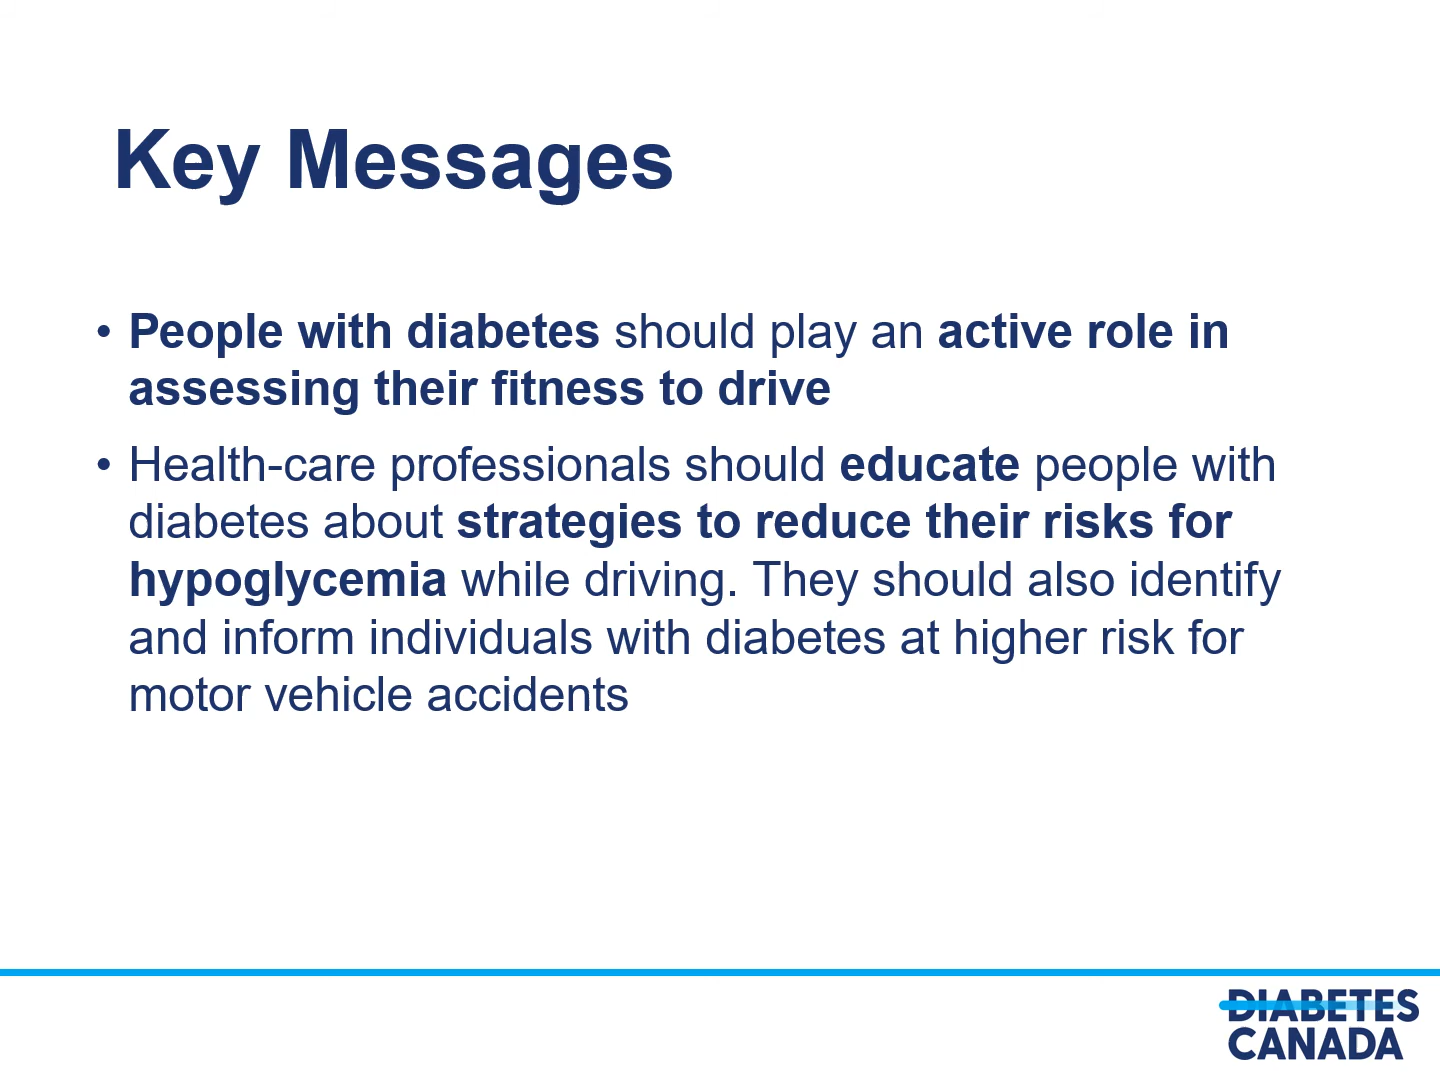 Key Messages
• People with diabetes should play an active role in
assessing their fitness to drive
• Health-care professionals should educate people with
diabetes about strategies to reduce their risks for
hypoglycemia while driving. They should also identify
and inform individuals with diabetes at higher risk for
motor vehicle accidents
DIABETES
CANADA